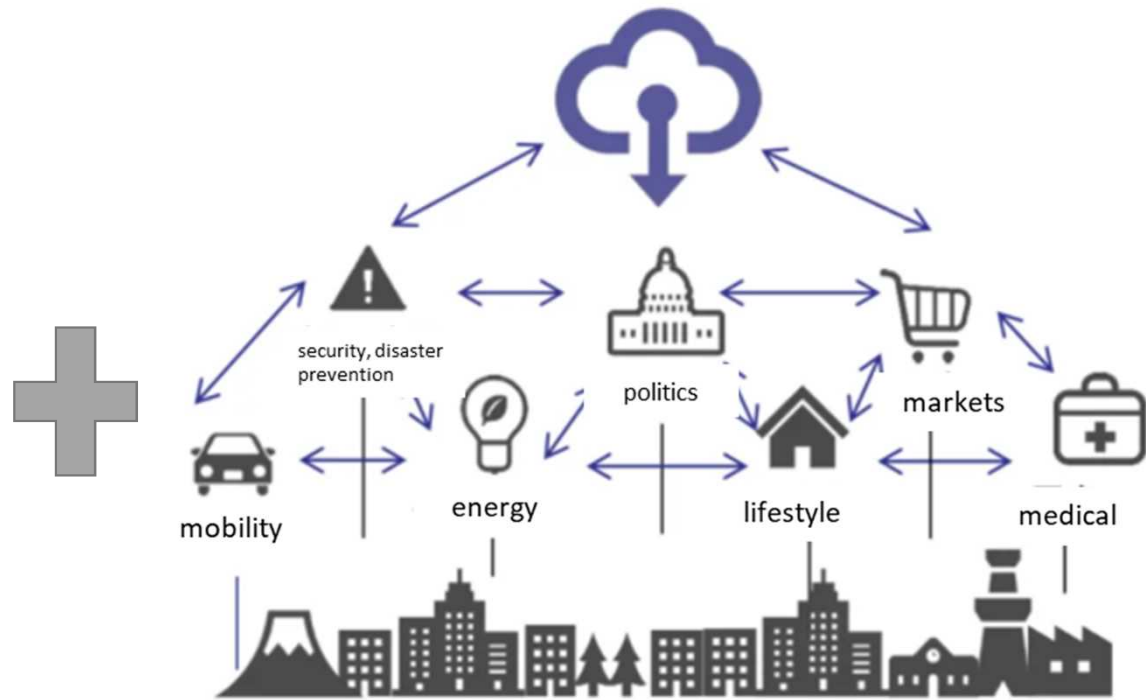 security, disaster
prevention
politics
markets
energy
lifestyle
medical
mobility